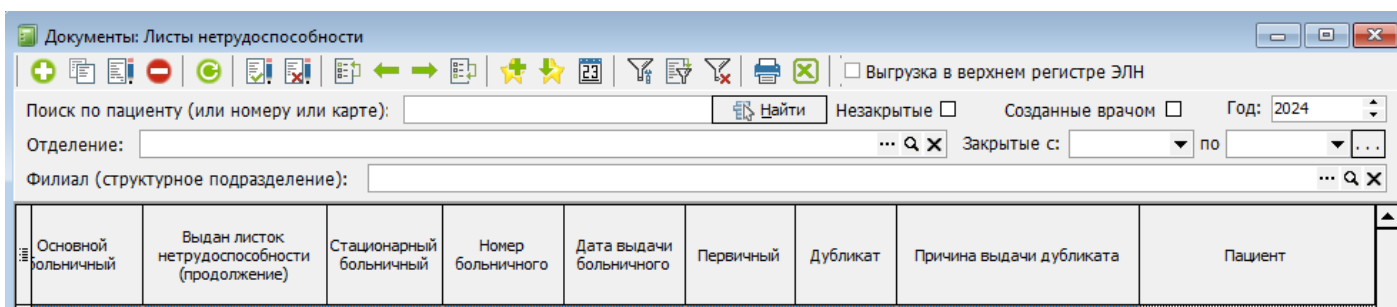 Документы: Листы нетрудоспособности
23 Выгрузка в верхнем регистре ЭЛН
Поиск по пациенту (или номеру или карте): Найти Незакрытые Созданные врачом Год: 2024
Отделение: ... Закрытые с: по ...
Филиал (структурное подразделение): ...
Основной больничный
Выдан листок нетрудоспособности (продолжение)
Стационарный больничный
Номер больничного
Дата выдачи больничного
Первичный
Дубликат
Причина выдачи дубликата
Пациент